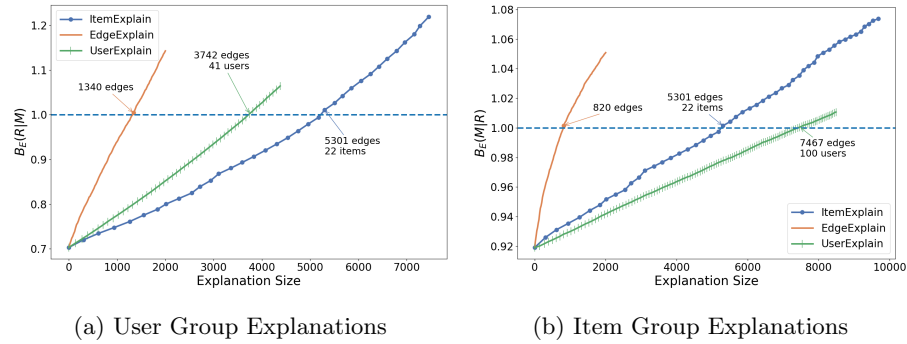 ItemExplain
EdgeExplain
UserExplain
3742 edges
41 users
1340 edges
5301 edges
22 items
B_E(R|M)
1.2
1.1
1.0
0.9
0.8
0.7
0 1000 2000 3000 4000 5000 6000 7000
Explanation Size
(a) User Group Explanations
B_E(M|R)
1.08
1.06
1.04
1.02
1.00
0.98
0.96
0.94
0.92
820 edges
5301 edges
22 items
7467 edges
100 users
ItemExplain
EdgeExplain
UserExplain
0 2000 4000 6000 8000 10000
Explanation Size
(b) Item Group Explanations